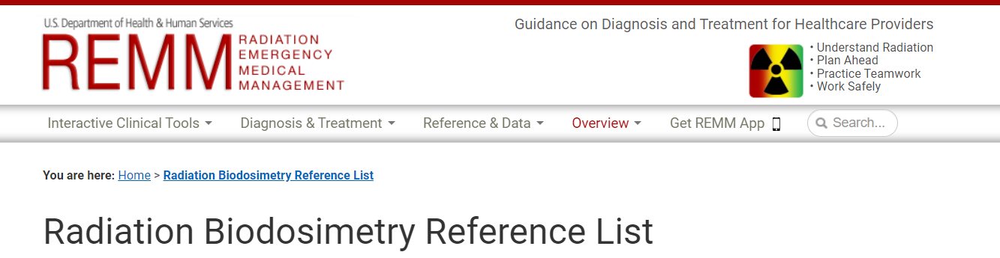 U.S. Department of Health & Human Services
REMM
RADIATION
EMERGENCY
MEDICAL
MANAGEMENT
Guidance on Diagnosis and Treatment for Healthcare Providers
• Understand Radiation
• Plan Ahead
• Practice Teamwork
• Work Safely
Interactive Clinical Tools Diagnosis & Treatment Reference & Data Overview Get REMM App Search...
You are here: Home > Radiation Biodosimetry Reference List
Radiation Biodosimetry Reference List